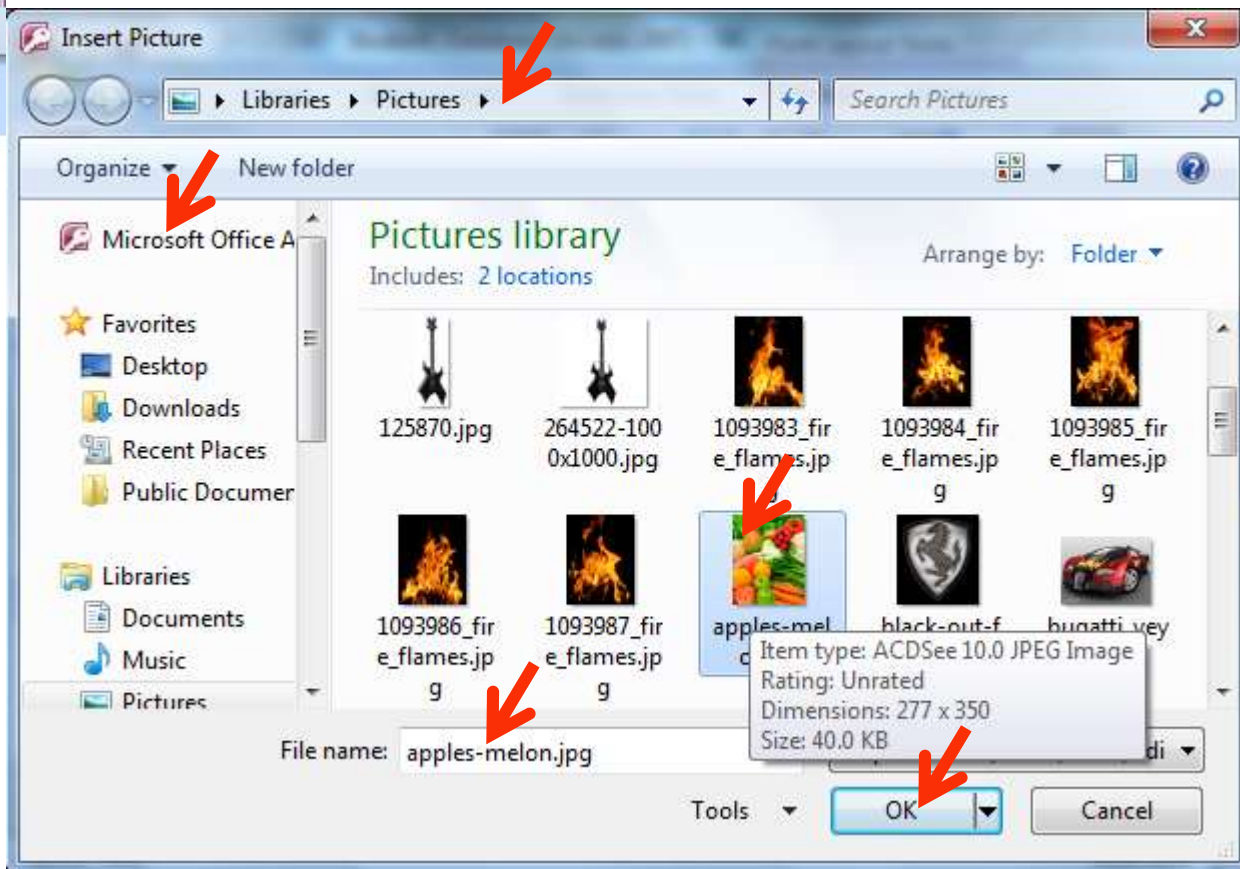 Insert Picture
Libraries Pictures
Search Pictures
Organize New folder
Microsoft Office A
Favorites
Desktop
Downloads
Recent Places
Public Documer
Libraries
Documents
Music
Pictures
Pictures library
Includes: 2 locations
Arrange by: Folder
125870.jpg
264522-100
0x1000.jpg
1093983_fir
e_flames.jp
g
1093984_fir
e_flames.jp
g
1093985_fir
e_flames.jp
g
1093986_fir
e_flames.jp
g
1093987_fir
e_flames.jp
g
apples-mel
black-out-f
bugatti_vey
Item type: ACDSee 10.0 JPEG Image
Rating: Unrated
Dimensions: 277 x 350
Size: 40.0 KB
File name: apples-melon.jpg
di
Tools OK Cancel